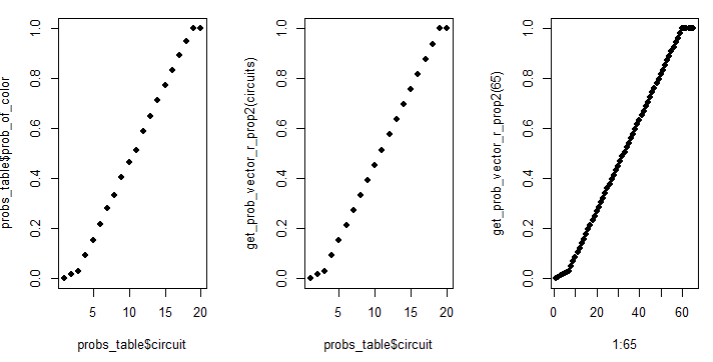 probs_table$prob_of_color
0.0 0.2 0.4 0.6 0.8 1.0
5 10 15 20
probs_table$circuit
get_prob_vector_r_prop2(circuits)
0.0 0.2 0.4 0.6 0.8 1.0
5 10 15 20
probs_table$circuit
get_prob_vector_r_prop2(65)
0.0 0.2 0.4 0.6 0.8 1.0
0 20 40 60
1:65